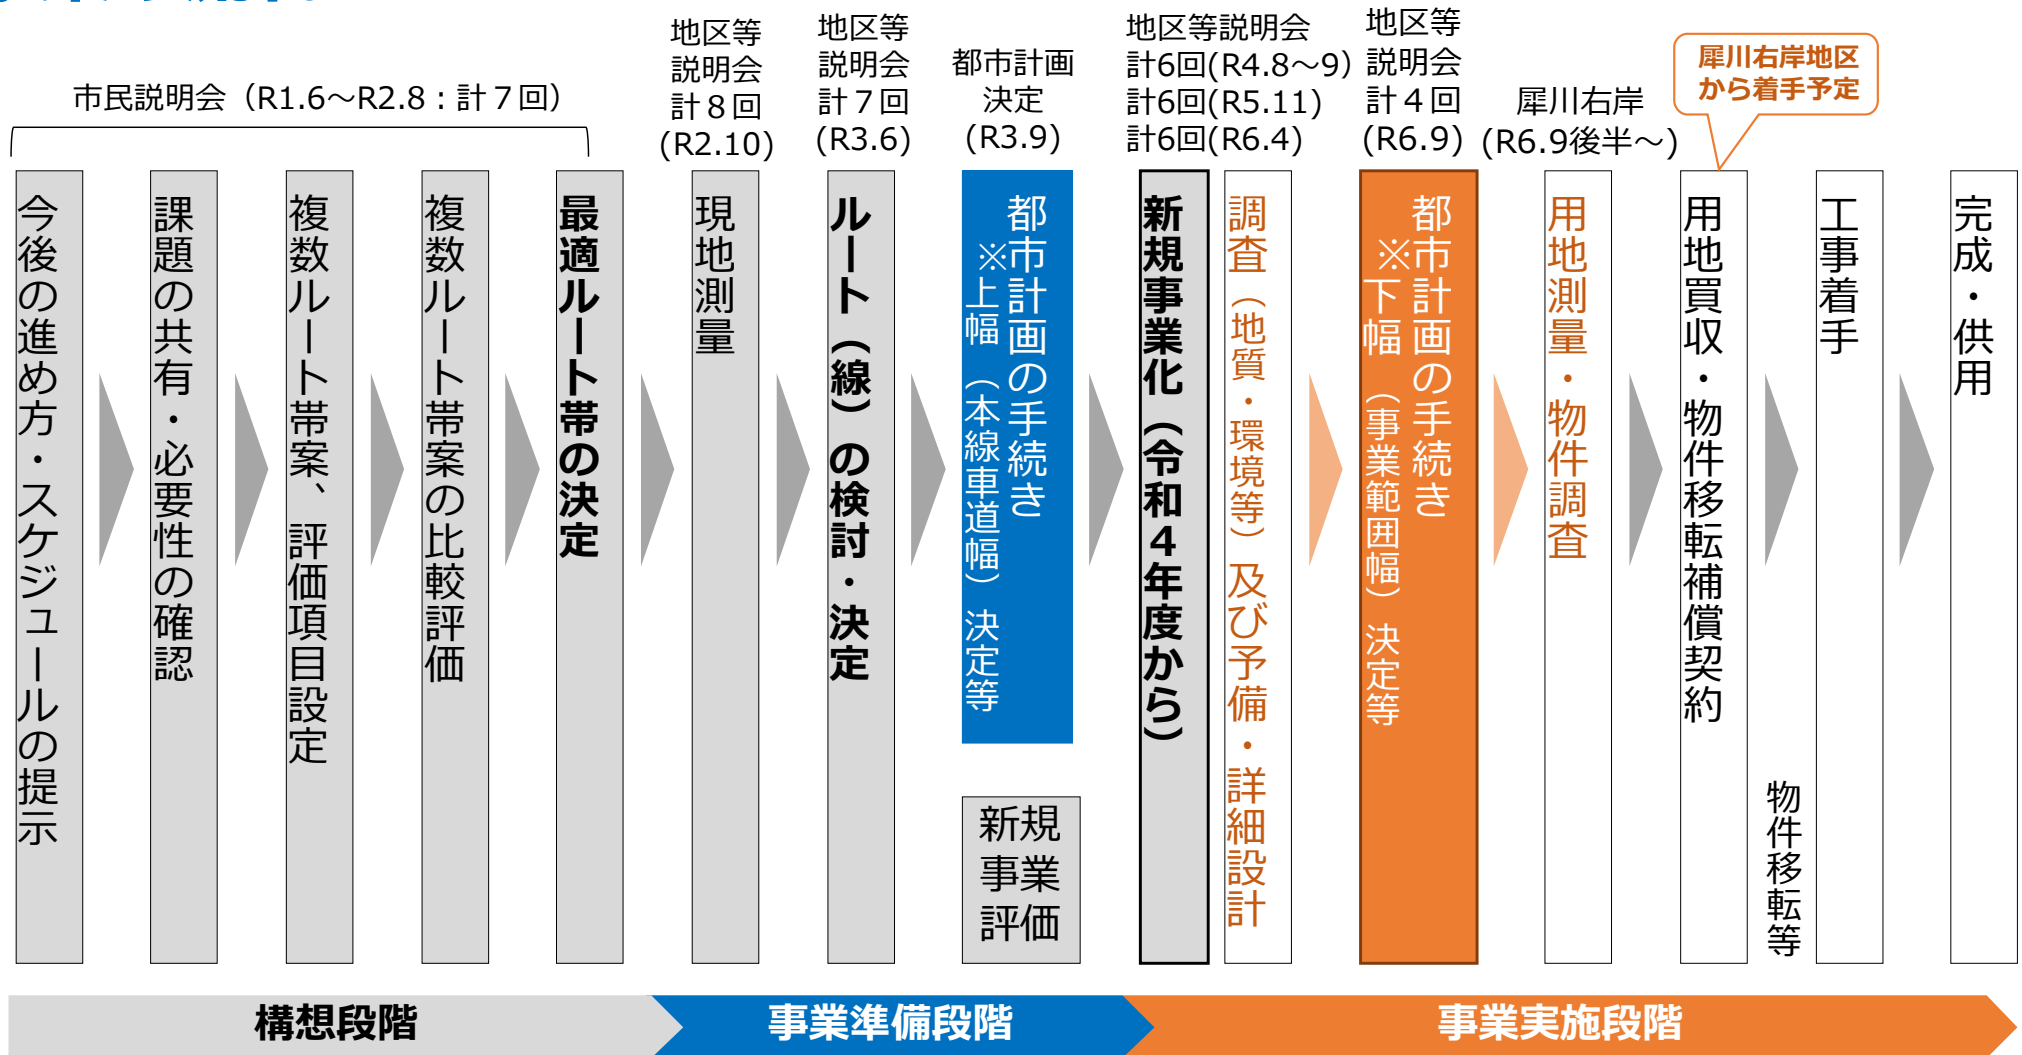 市民説明会（R1.6～R2.8：計７回）
地区等
説明会
計８回
(R2.10)
地区等
説明会
計７回
(R3.6)
都市計画
決定
(R3.9)
地区等説明会
計6回(R4.8～9)
計6回(R5.11)
計6回(R6.4)
地区等
説明会
計４回
(R6.9)
犀川右岸
(R6.9後半～)
犀川右岸地区
から着手予定
今後の進め方・スケジュールの提示
課題の共有・必要性の確認
複数ルート帯案、評価項目設定
複数ルート帯案の比較評価
最適ルート帯の決定
現地測量
ルート（線）の検討・決定
都市計画の手続き
※上幅（本線車道幅）決定等
新規
事業
評価
新規事業化（令和４年度から）
調査（地質・環境等）及び予備・詳細設計
都市計画の手続き
※下幅（事業範囲幅）決定等
用地測量・物件調査
用地買収・物件移転補償契約
物件移転等
工事着手
完成・供用
構想段階
事業準備段階
事業実施段階